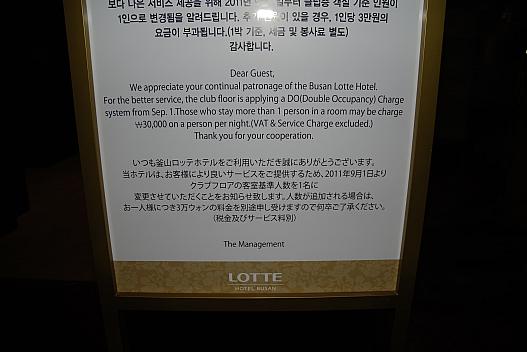 보다 나은 서비스 제공을 위해 2011년 일부터 클럽층 객실 기준 인원이
1인으로 변경됨을 알려드립니다. 추가 인원이 있을 경우, 1인당 3만원의
요금이 부과됩니다.(1박 기준, 세금 및 봉사료 별도)
감사합니다.
Dear Guest,
We appreciate your continual patronage of the Busan Lotte Hotel.
For the better service, the club floor is applying a DO(Double Occupancy) Charge
system from Sep. 1.Those who stay more than 1 person in a room may be charge
₩30,000 on a person per night.(VAT & Service Charge excluded.)
Thank you for your cooperation.
いつも釜山ロッテホテルをご利用いただき誠にありがとうございます。
当ホテルは、お客様により良いサービスをご提供するため、2011年9月1日より
クラブフロアの客室基準人数を1名に
変更させていただくことをお知らせ致します。人数が追加される場合は、
お一人様につき3万ウォンの料金を別途申し受けますので何卒ご了承ください。
(税金及びサービス料別)
The Management
LOTTE
HOTEL BUSAN